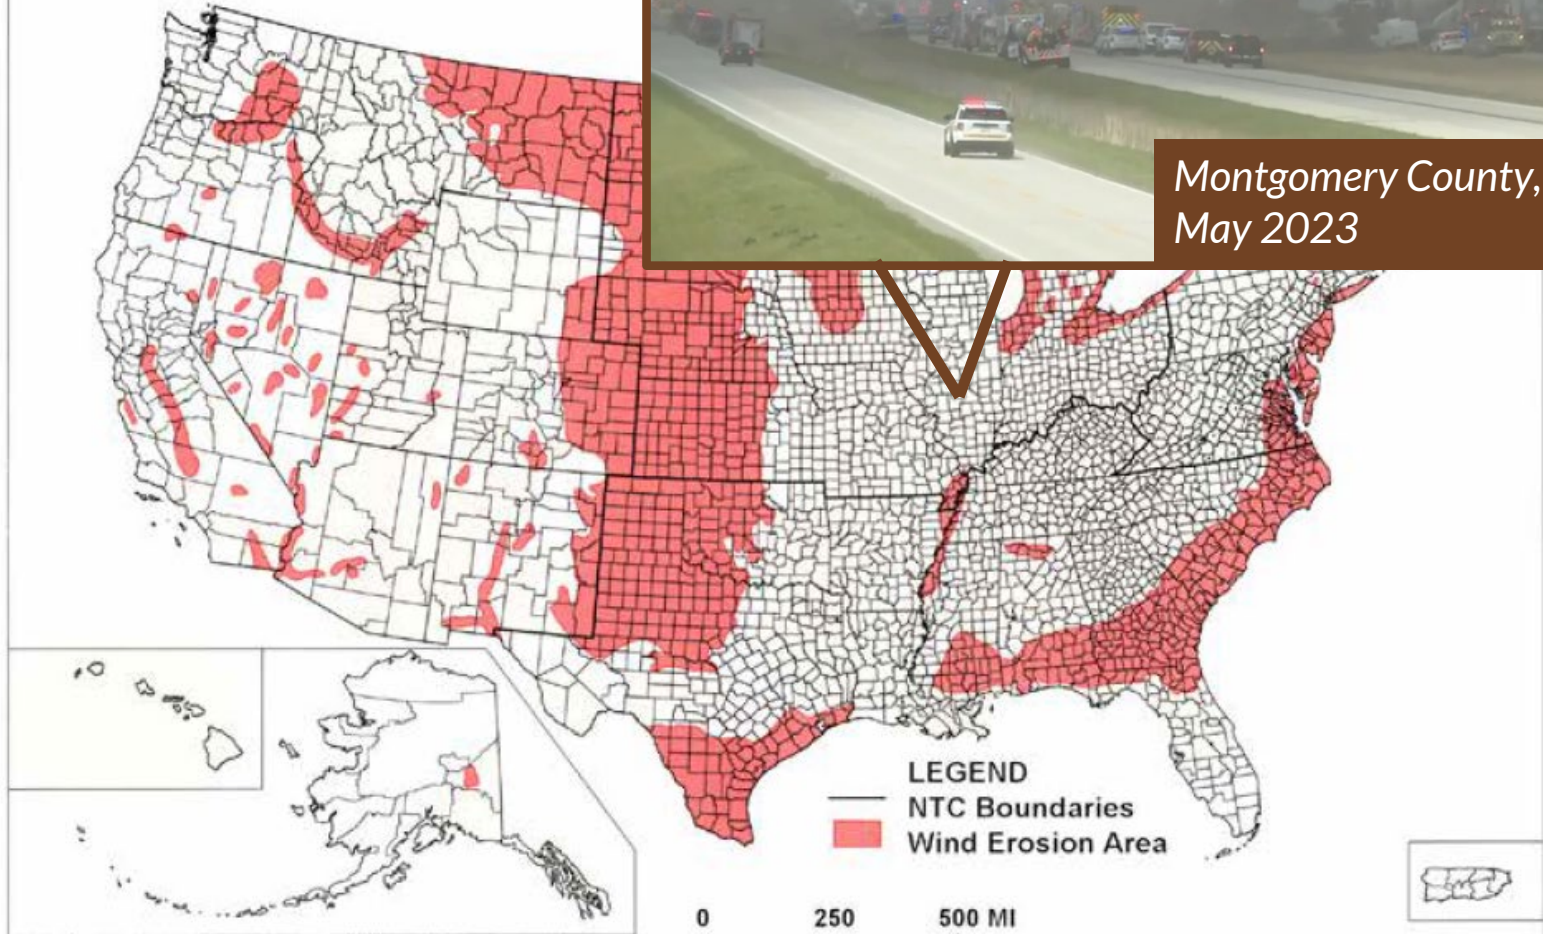 Montgomery County,
May 2023
LEGEND
NTC Boundaries
Wind Erosion Area
0 250 500 MI